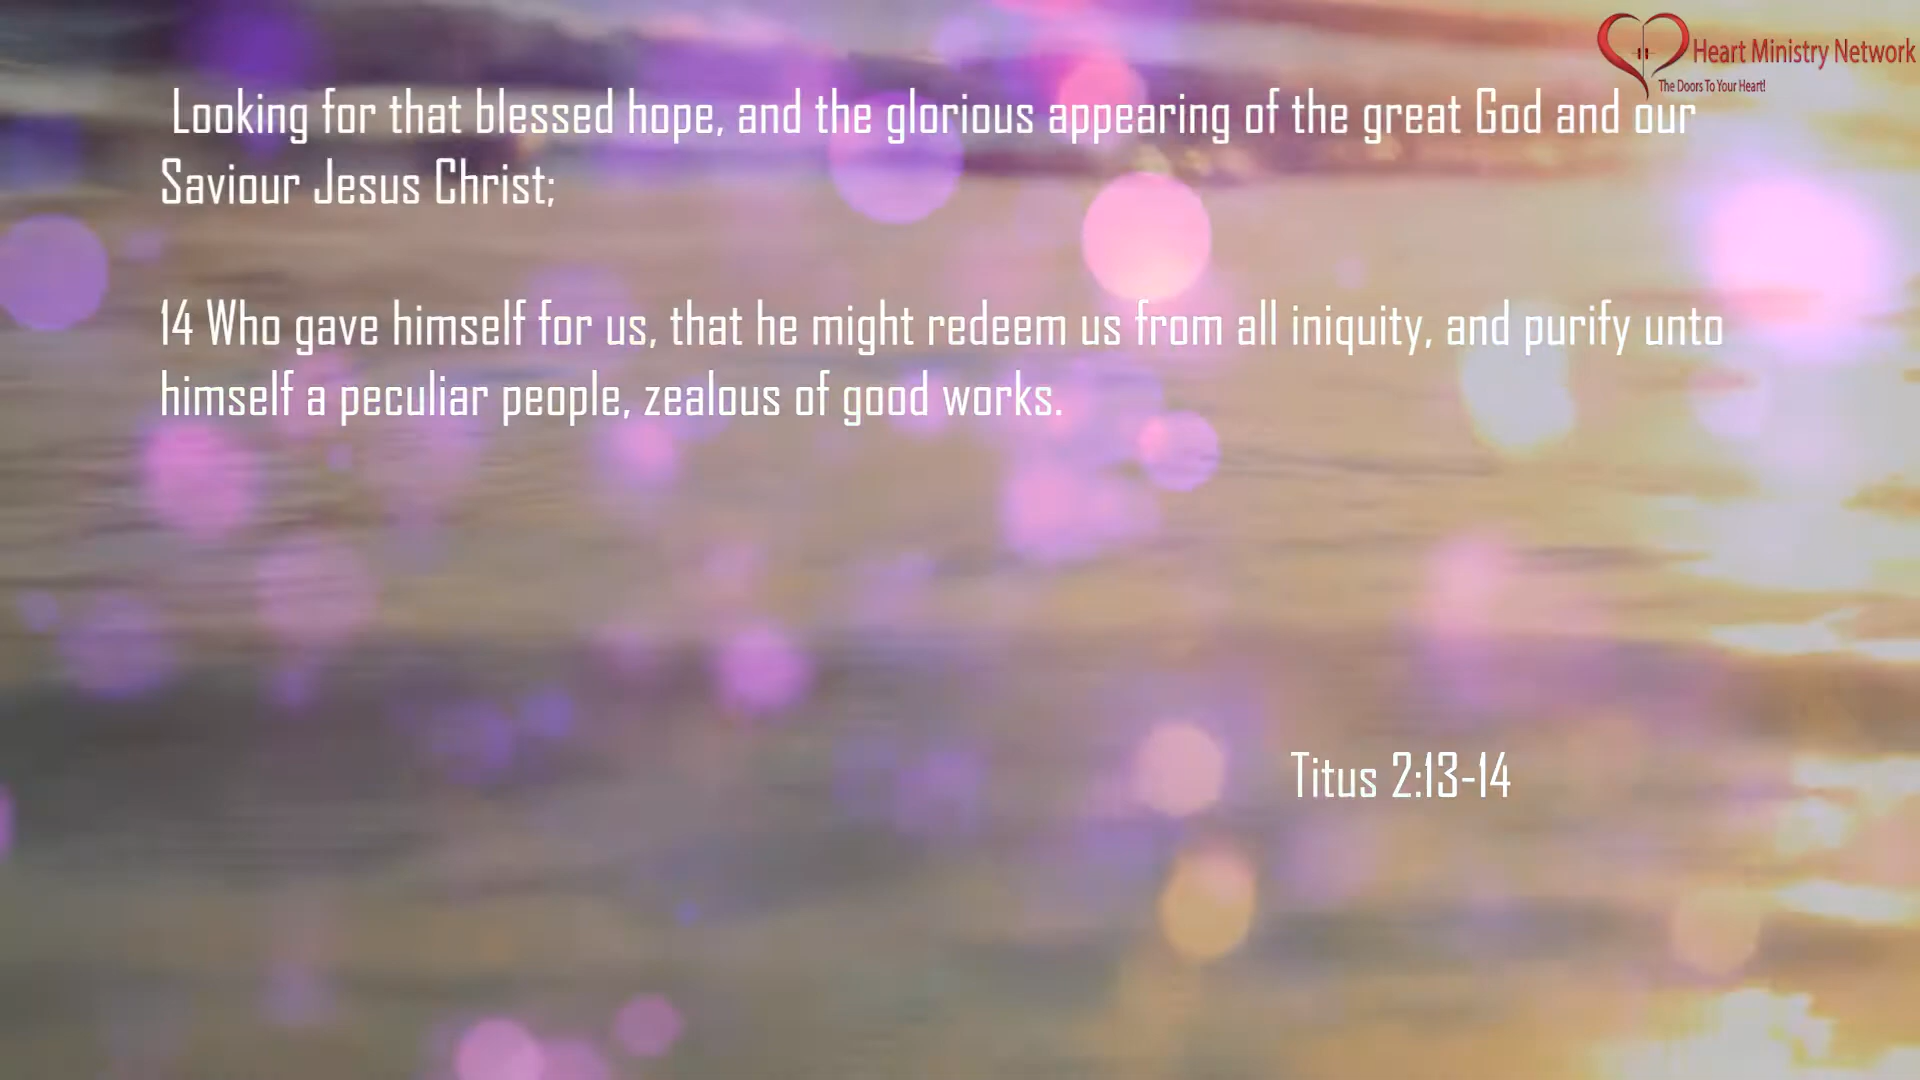 Heart Ministry Network
The Doors To Your Heart!
Looking for that blessed hope, and the glorious appearing of the great God and our
Saviour Jesus Christ;
14 Who gave himself for us, that he might redeem us from all iniquity, and purify unto
himself a peculiar people, zealous of good works.
Titus 2:13-14